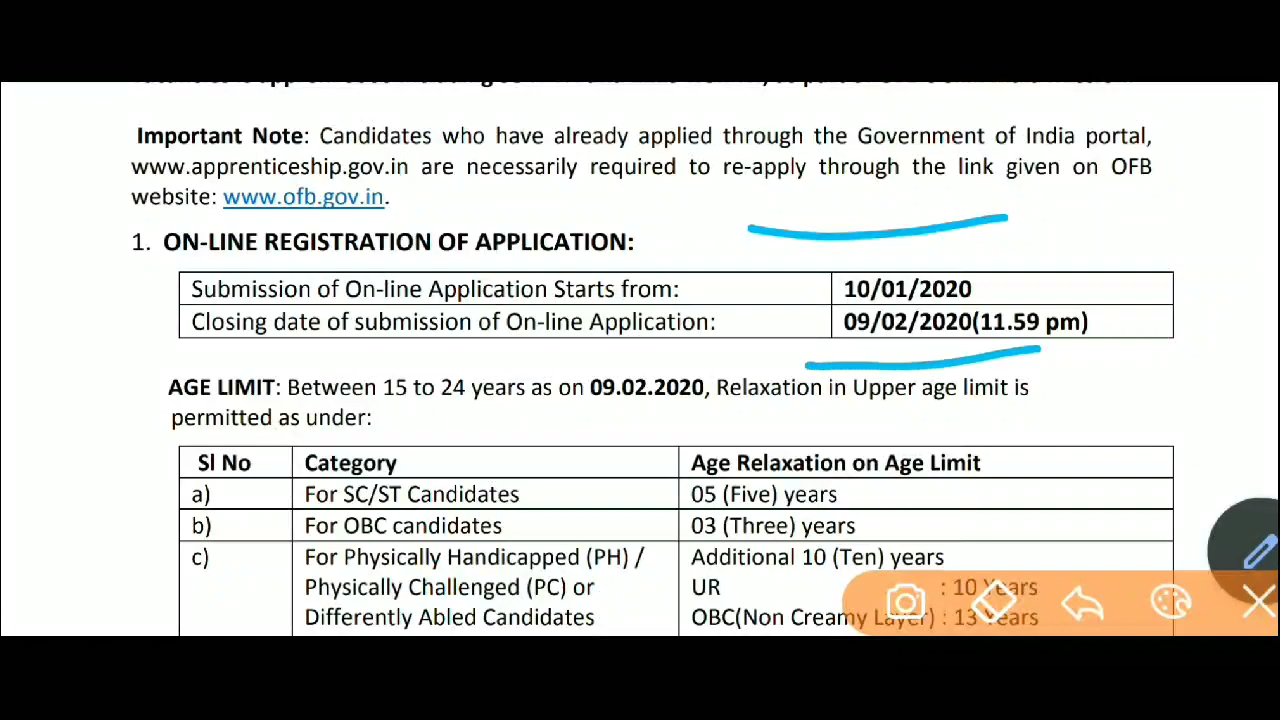 Important Note: Candidates who have already applied through the Government of India portal,
www.apprenticeship.gov.in are necessarily required to re-apply through the link given on OFB
website: www.ofb.gov.in.
1. ON-LINE REGISTRATION OF APPLICATION:
Submission of On-line Application Starts from: 10/01/2020
Closing date of submission of On-line Application: 09/02/2020(11.59 pm)
AGE LIMIT: Between 15 to 24 years as on 09.02.2020, Relaxation in Upper age limit is
permitted as under:
Sl No Category Age Relaxation on Age Limit
a) For SC/ST Candidates 05 (Five) years
b) For OBC candidates 03 (Three) years
c) For Physically Handicapped (PH) / Additional 10 (Ten) years
Physically Challenged (PC) or UR : 10 Years
Differently Abled Candidates OBC(Non Creamy Layer) : 13 Years